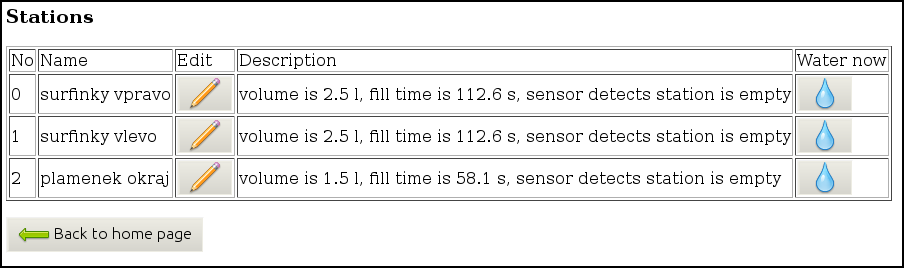 Stations
No Name Edit Description Water now
0 surfinky vpravo volume is 2.5 l, fill time is 112.6 s, sensor detects station is empty
1 surfinky vlevo volume is 2.5 l, fill time is 112.6 s, sensor detects station is empty
2 plamenek okraj volume is 1.5 l, fill time is 58.1 s, sensor detects station is empty
Back to home page